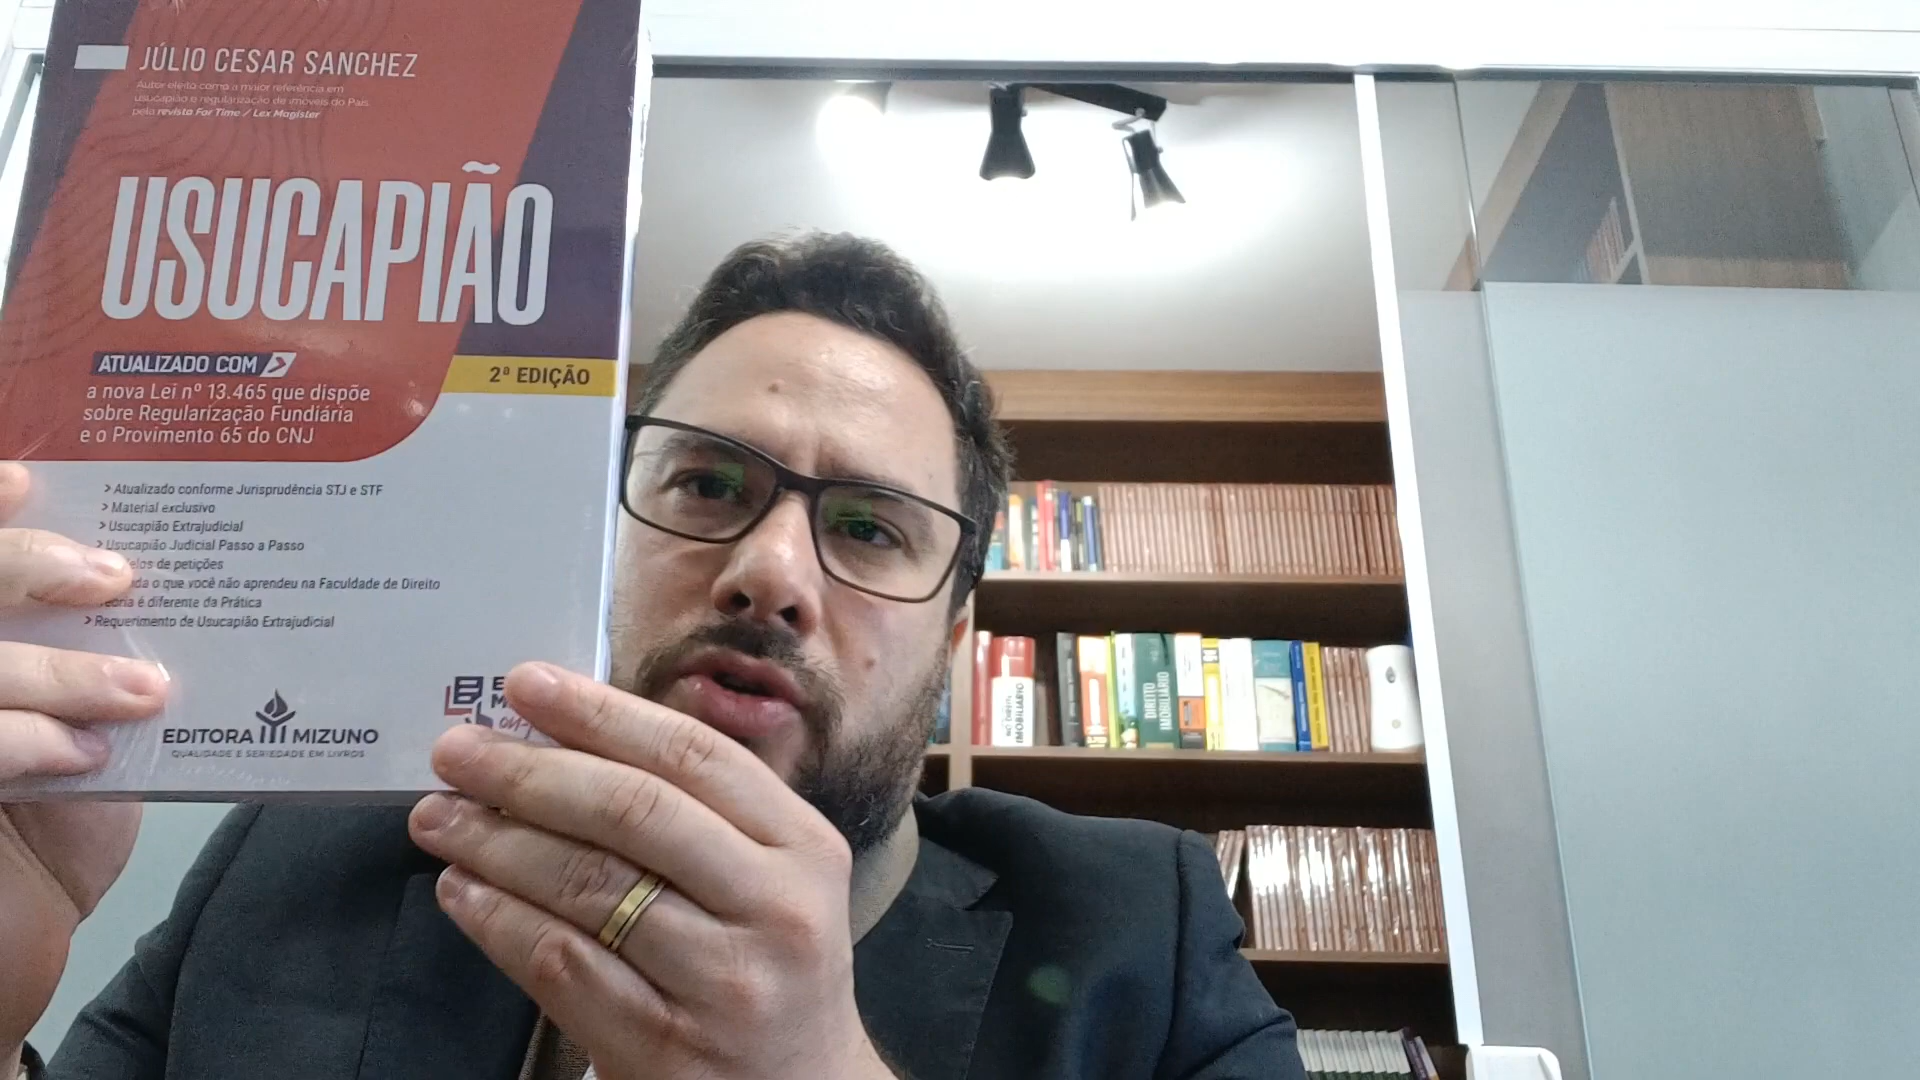 JÚLIO CESAR SANCHEZ
Autor eleito como a maior referência em
usucapião e regularização de imóveis do País,
pela revista For Time / Lex Magister
USUCAPIÃO
ATUALIZADO COM
a nova Lei nº 13.465 que dispõe
sobre Regularização Fundiária
e o Provimento 65 do CNJ
2ª EDIÇÃO
> Atualizado conforme Jurisprudência STJ e STF
> Material exclusivo
> Usucapião Extrajudicial
> Usucapião Judicial Passo a Passo
de petições
o que você não aprendeu na Faculdade de Direito
é diferente da Prática
> Requerimento de Usucapião Extrajudicial
EDITORA MIZUNO
QUALIDADE E SERIEDADE EM LIVROS
DIREITO
IMOBILIÁRIO
NO DIREITO
IMOBILIÁRIO